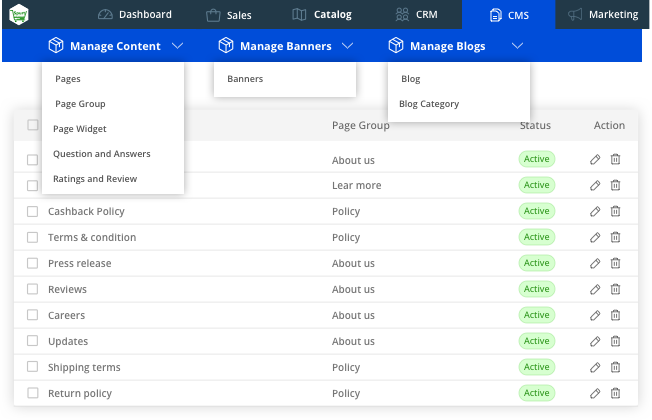 Dashboard Sales Catalog CRM CMS Marketing
Manage Content Manage Banners Manage Blogs
Pages Banners Blog
Page Group Blog Category
Page Widget Page Group Status Action
Question and Answers About us Active
Ratings and Review Lear more Active
Cashback Policy Policy Active
Terms & condition Policy Active
Press release About us Active
Reviews About us Active
Careers About us Active
Updates About us Active
Shipping terms Policy Active
Return policy Policy Active